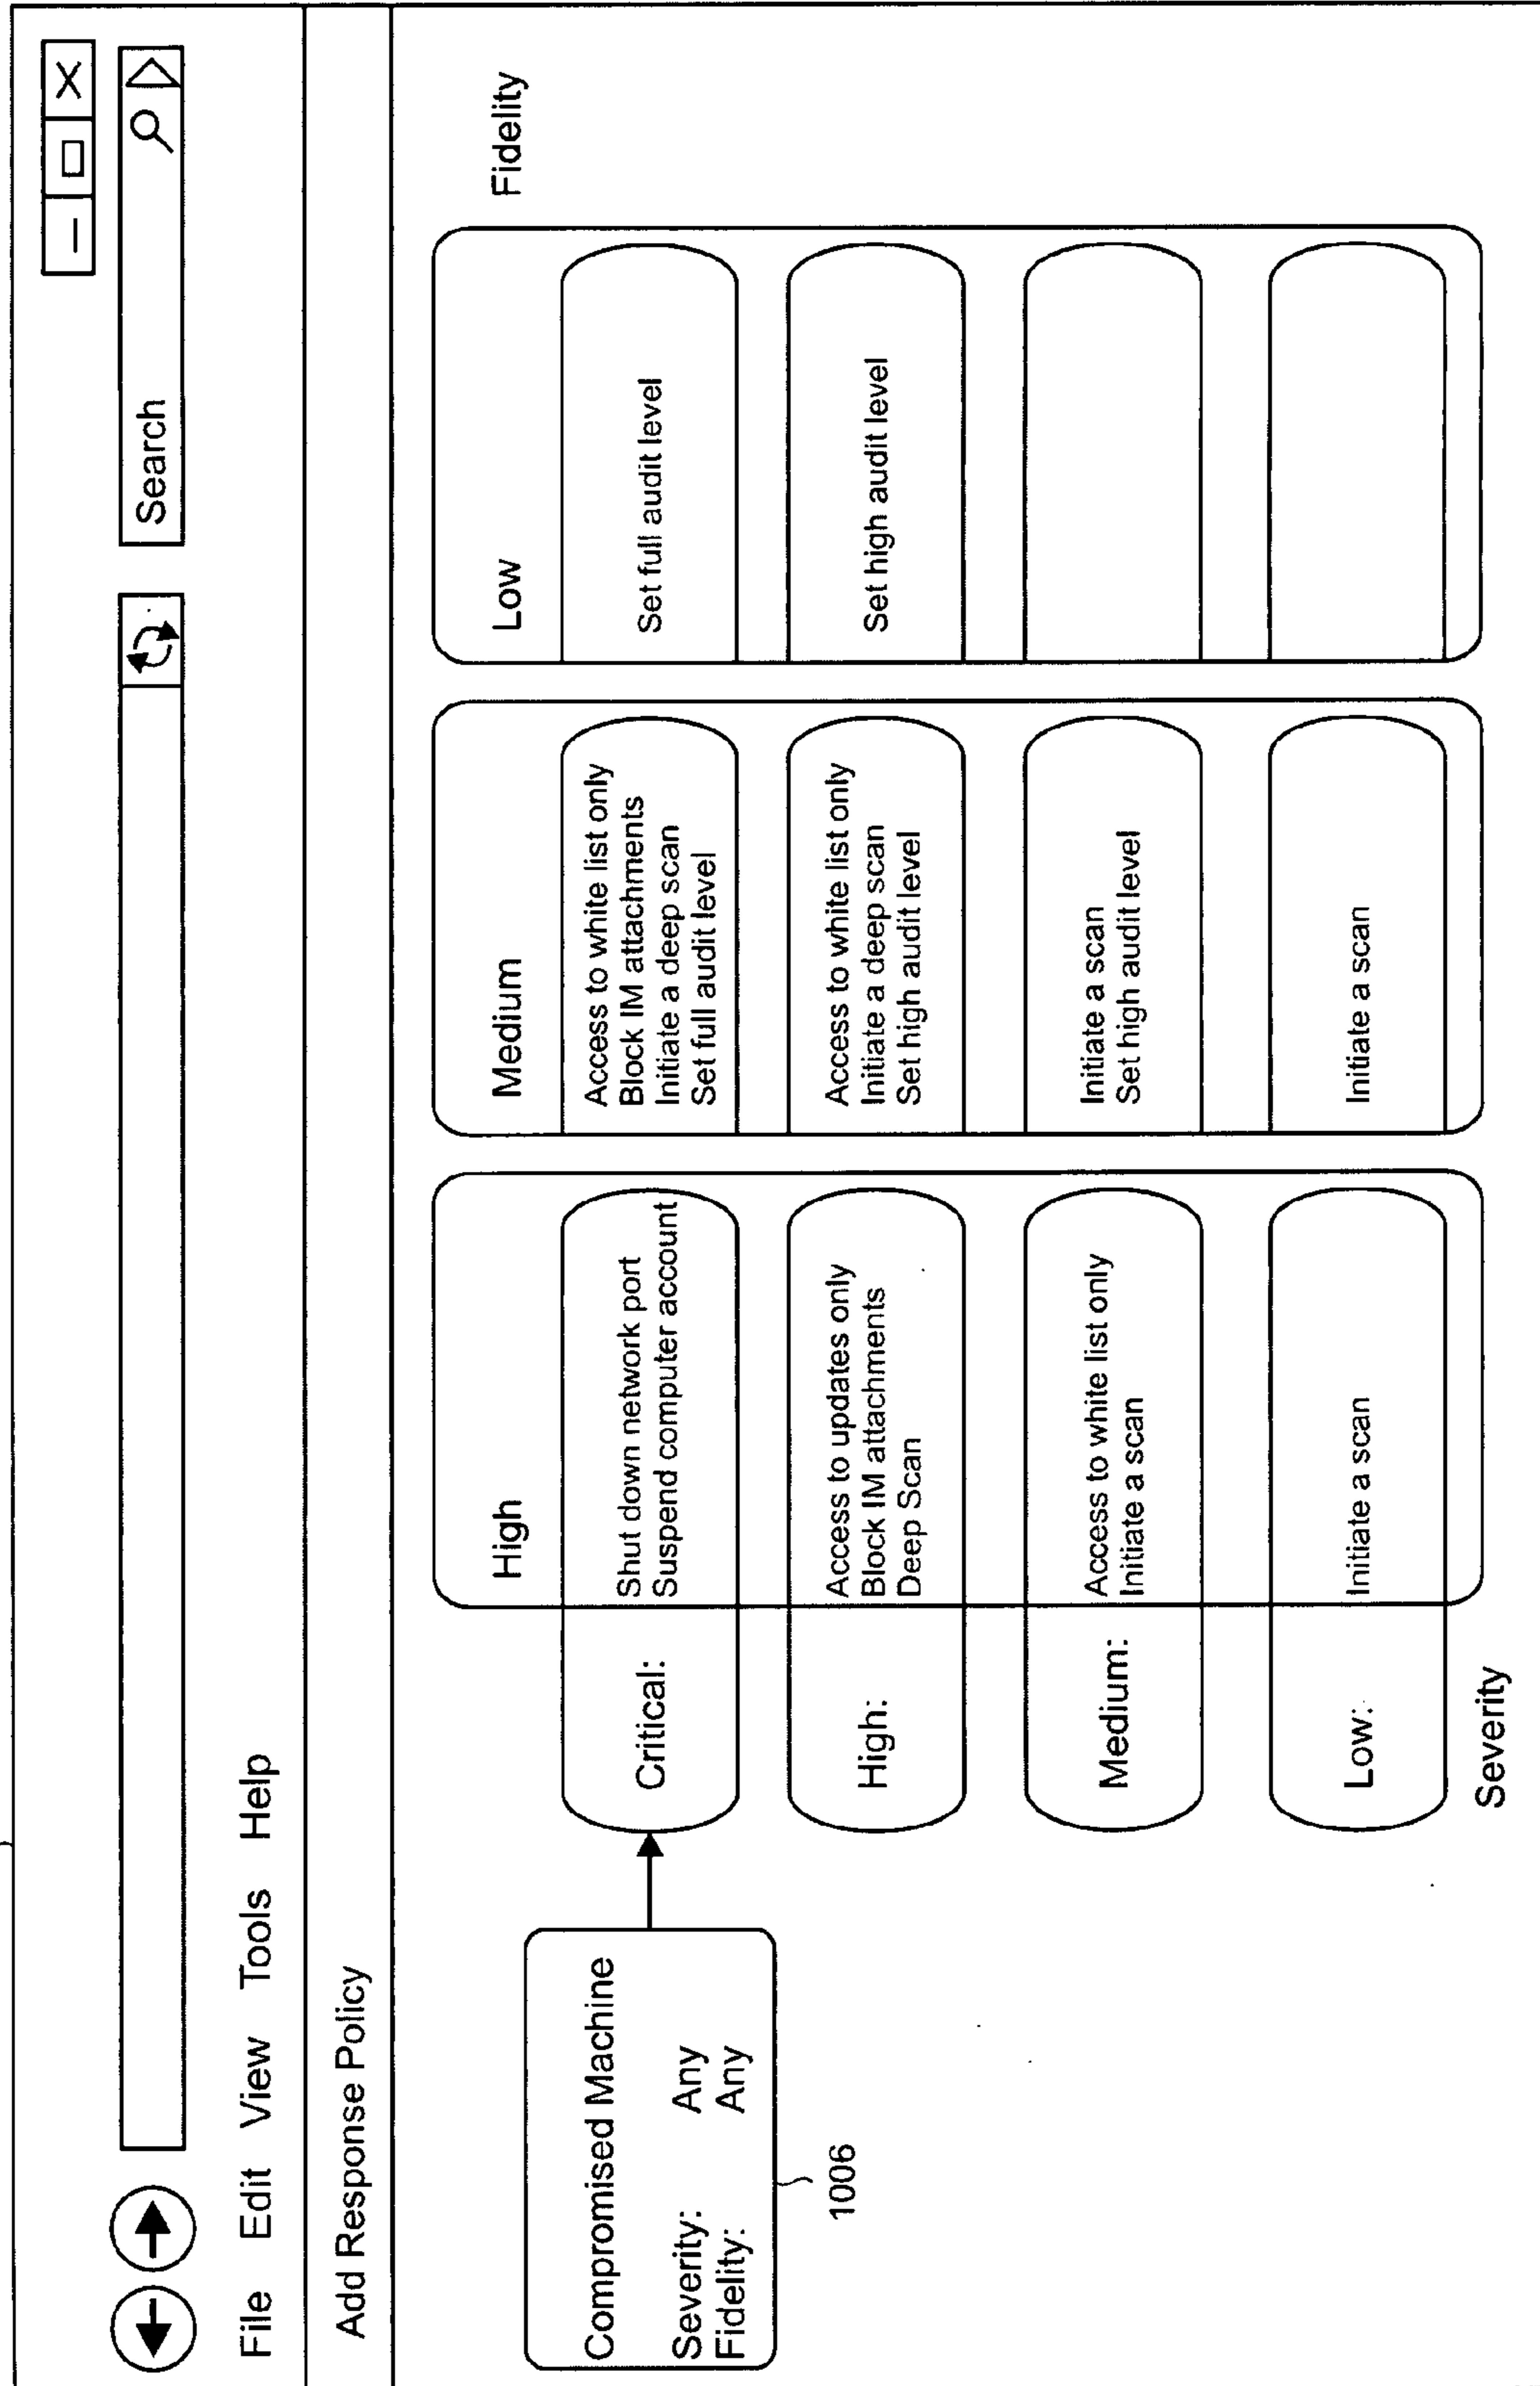 Search
File Edit View Tools Help
Add Response Policy
High
Medium
Low
Fidelity
Compromised Machine
Severity: Any
Fidelity: Any
1006
Critical:
Shut down network port
Suspend computer account
Access to white list only
Block IM attachments
Initiate a deep scan
Set full audit level
Set full audit level
High:
Access to updates only
Block IM attachments
Deep Scan
Access to white list only
Initiate a deep scan
Set high audit level
Set high audit level
Medium:
Access to white list only
Initiate a scan
Initiate a scan
Set high audit level
Low:
Initiate a scan
Initiate a scan
Severity